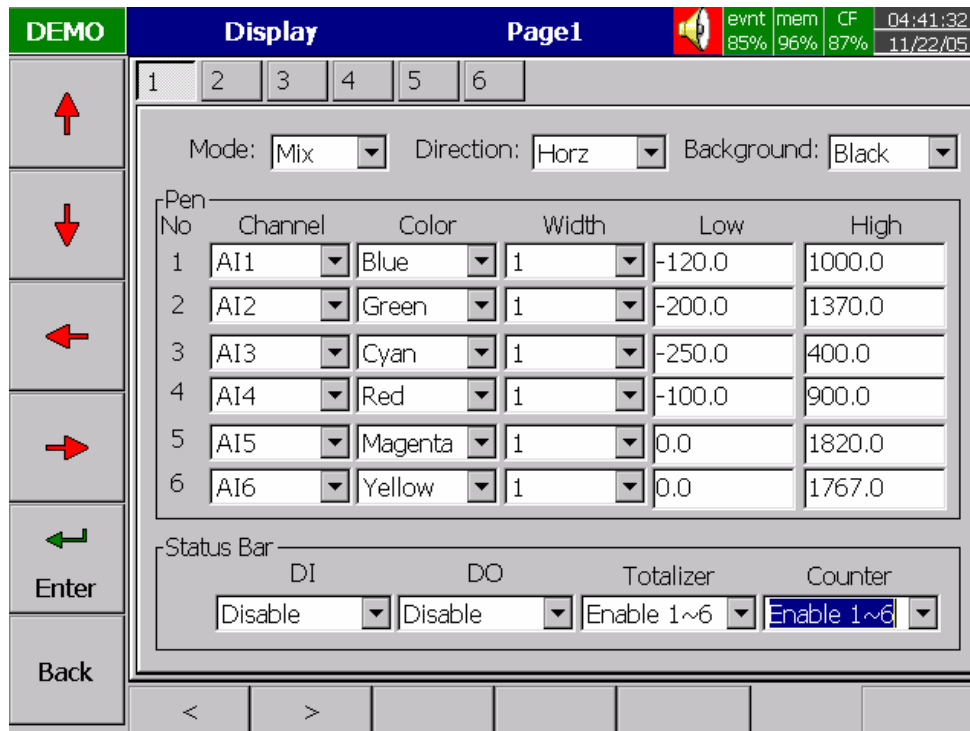 DEMO Display Page1 evnt mem CF 04:41:32
85% 96% 87% 11/22/05
1 2 3 4 5 6
Mode: Mix Direction: Horz Background: Black
Pen
No Channel Color Width Low High
1 AI1 Blue 1 -120.0 1000.0
2 AI2 Green 1 -200.0 1370.0
3 AI3 Cyan 1 -250.0 400.0
4 AI4 Red 1 -100.0 900.0
5 AI5 Magenta 1 0.0 1820.0
6 AI6 Yellow 1 0.0 1767.0
Status Bar
DI DO Totalizer Counter
Disable Disable Enable 1~6 Enable 1~6
Enter
Back
< >